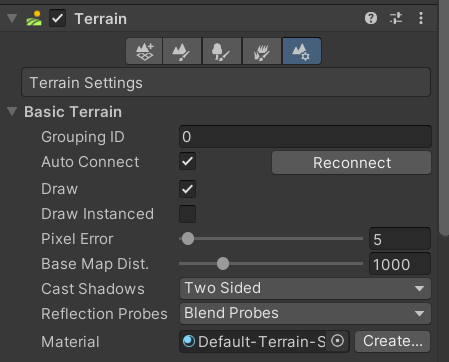 Terrain
Terrain Settings
Basic Terrain
Grouping ID 0
Auto Connect Reconnect
Draw
Draw Instanced
Pixel Error 5
Base Map Dist. 1000
Cast Shadows Two Sided
Reflection Probes Blend Probes
Material Default-Terrain-S Create...